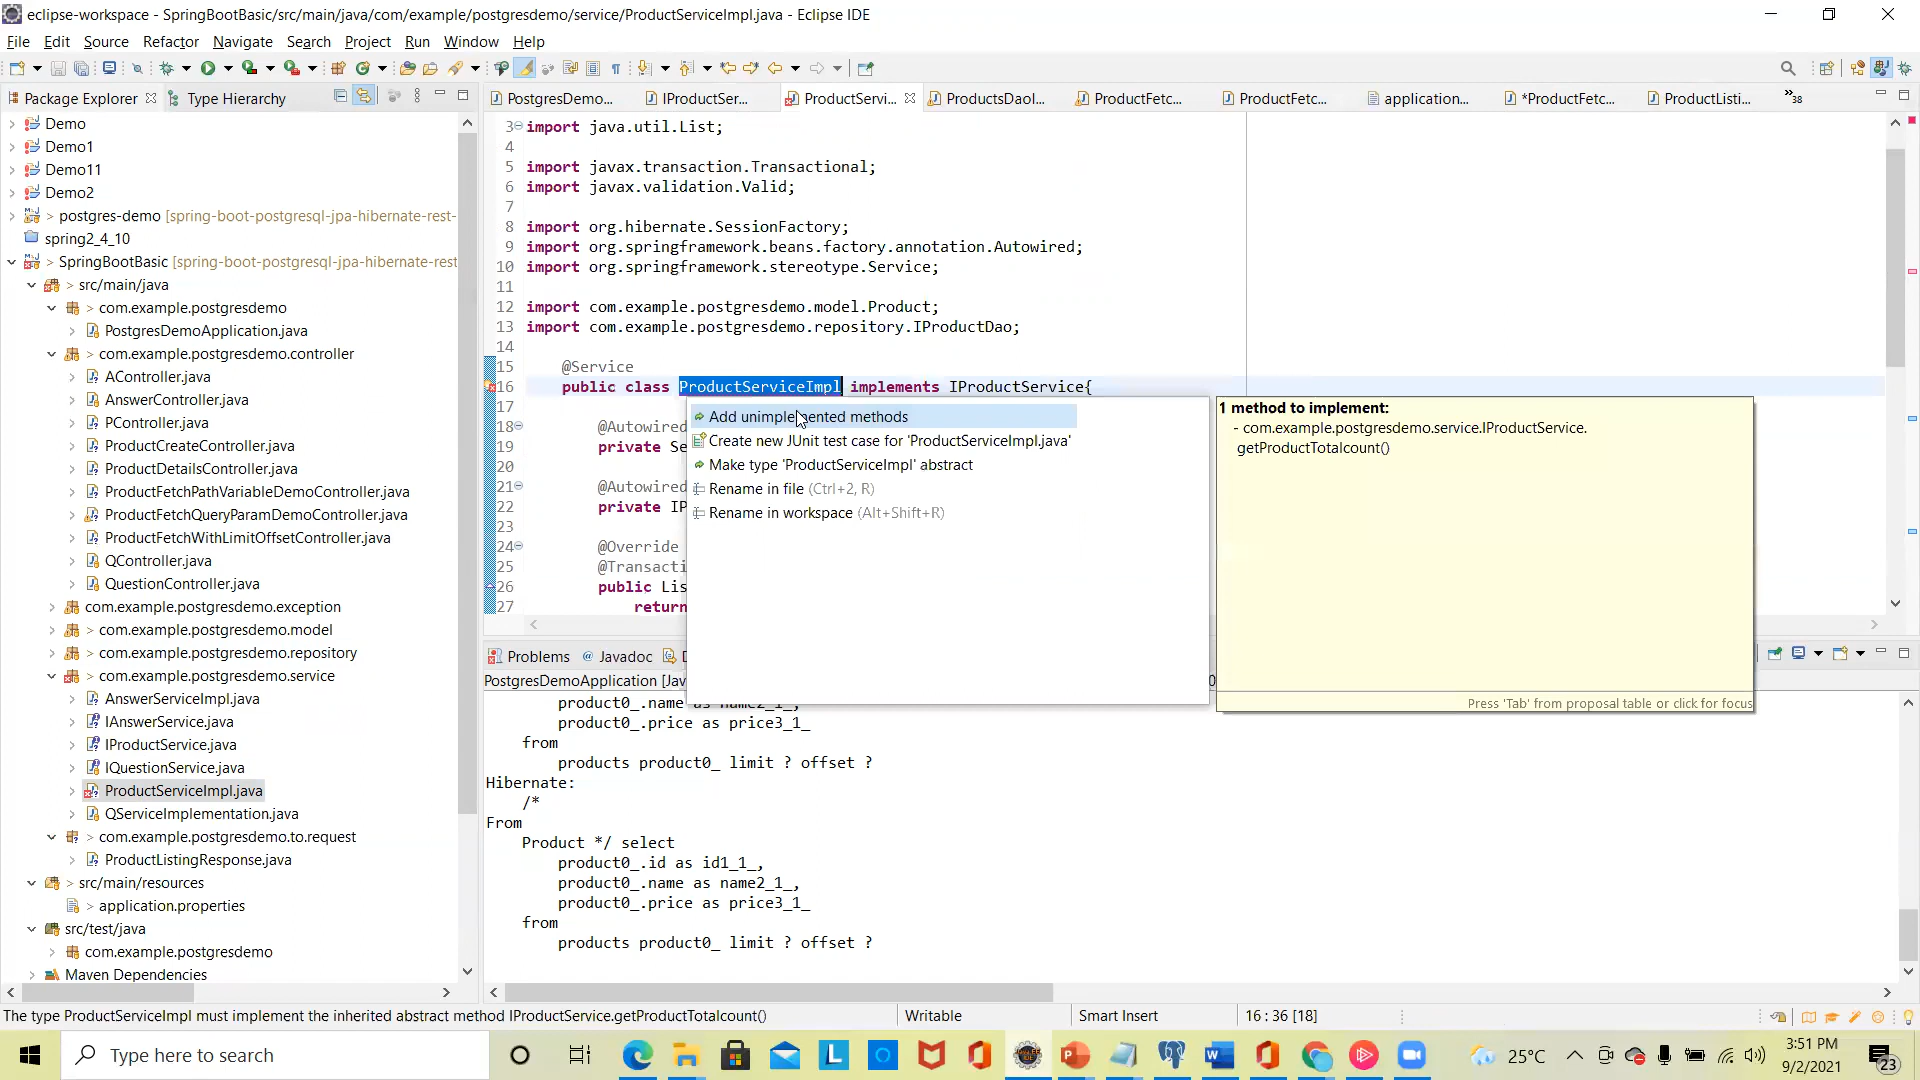 eclipse-workspace - SpringBootBasic/src/main/java/com/example/postgresdemo/service/ProductServiceImpl.java - Eclipse IDE
File Edit Source Refactor Navigate Search Project Run Window Help
Package Explorer Type Hierarchy
PostgresDemo... IProductSer... ProductServi... ProductsDaoI... ProductFetc... ProductFetc... application... *ProductFetc... ProductListi... »38
Demo
Demo1
Demo11
Demo2
> postgres-demo [spring-boot-postgresql-jpa-hibernate-rest-
spring2_4_10
> SpringBootBasic [spring-boot-postgresql-jpa-hibernate-rest
> src/main/java
> com.example.postgresdemo
PostgresDemoApplication.java
> com.example.postgresdemo.controller
AController.java
AnswerController.java
PController.java
ProductCreateController.java
ProductDetailsController.java
ProductFetchPathVariableDemoController.java
ProductFetchQueryParamDemoController.java
ProductFetchWithLimitOffsetController.java
QController.java
QuestionController.java
com.example.postgresdemo.exception
> com.example.postgresdemo.model
> com.example.postgresdemo.repository
> com.example.postgresdemo.service
AnswerServiceImpl.java
IAnswerService.java
IProductService.java
IQuestionService.java
ProductServiceImpl.java
QServiceImplementation.java
> com.example.postgresdemo.to.request
ProductListingResponse.java
> src/main/resources
> application.properties
src/test/java
com.example.postgresdemo
Maven Dependencies
3 import java.util.List;
4
5 import javax.transaction.Transactional;
6 import javax.validation.Valid;
7
8 import org.hibernate.SessionFactory;
9 import org.springframework.beans.factory.annotation.Autowired;
10 import org.springframework.stereotype.Service;
11
12 import com.example.postgresdemo.model.Product;
13 import com.example.postgresdemo.repository.IProductDao;
14
15 @Service
16 public class ProductServiceImpl implements IProductService{
17
18 @Autowired
19 private Se
20
21 @Autowired
22 private IP
23
24 @Override
25 @Transacti
26 public Lis
27 return
Add unimplemented methods
Create new JUnit test case for 'ProductServiceImpl.java'
Make type 'ProductServiceImpl' abstract
Rename in file (Ctrl+2, R)
Rename in workspace (Alt+Shift+R)
1 method to implement:
- com.example.postgresdemo.service.IProductService.
getProductTotalcount()
Press 'Tab' from proposal table or click for focus
Problems @ Javadoc D
PostgresDemoApplication [Jav 0
product0_.name as name2_1_,
product0_.price as price3_1_
from
products product0_ limit ? offset ?
Hibernate:
/*
From
Product */ select
product0_.id as id1_1_,
product0_.name as name2_1_,
product0_.price as price3_1_
from
products product0_ limit ? offset ?
The type ProductServiceImpl must implement the inherited abstract method IProductService.getProductTotalcount() Writable Smart Insert 16 : 36 [18]
Type here to search
25°C
3:51 PM
9/2/2021
23